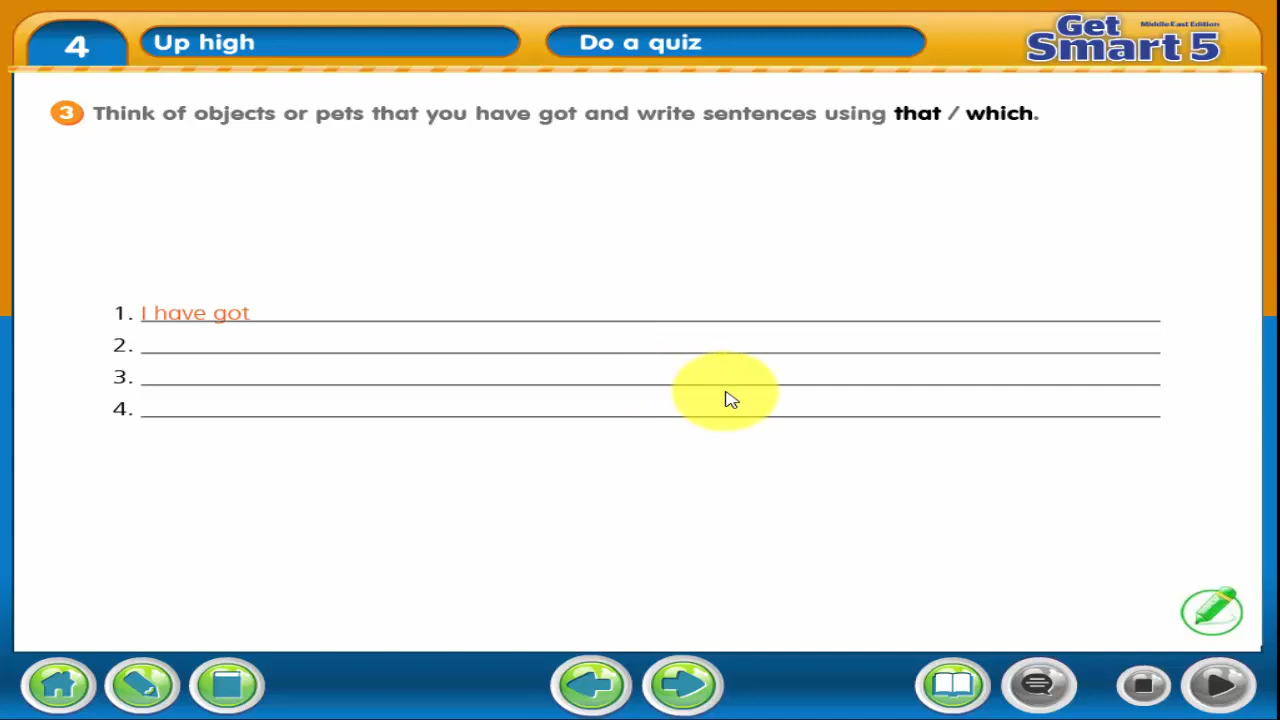 4 Up high Do a quiz Get Smart 5 Middle East Edition
3 Think of objects or pets that you have got and write sentences using that / which.
1. I have got
2.
3.
4.